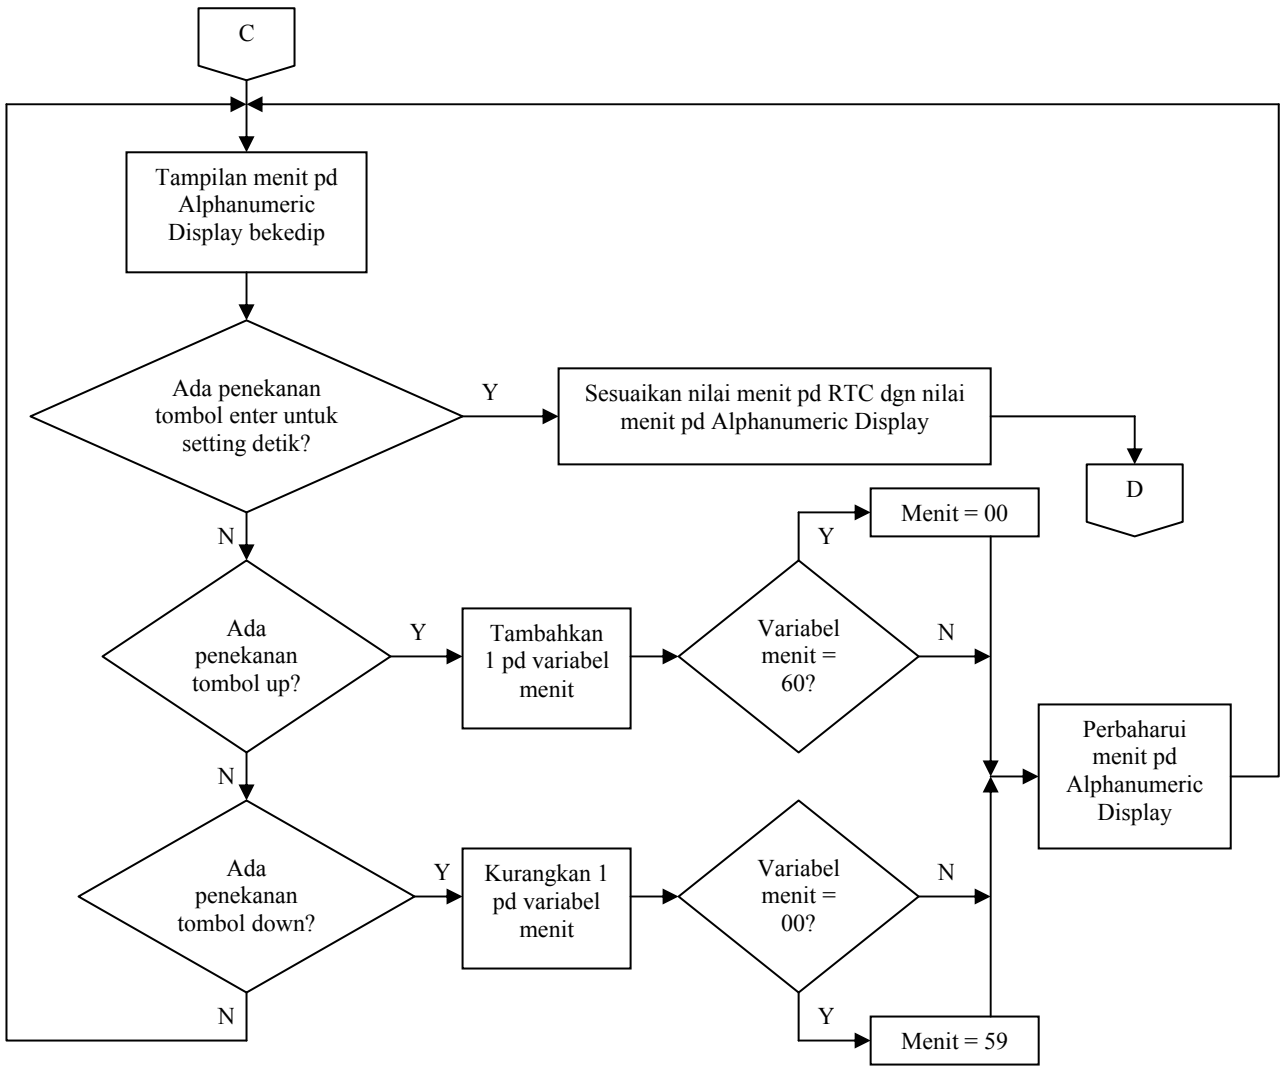 C
Tampilan menit pd
Alphanumeric
Display bekedip
Ada penekanan
tombol enter untuk
setting detik?
Y
Sesuaikan nilai menit pd RTC dgn nilai
menit pd Alphanumeric Display
D
N
Ada
penekanan
tombol up?
Y
Tambahkan
1 pd variabel
menit
Variabel
menit =
60?
Y
Menit = 00
N
N
Ada
penekanan
tombol down?
Y
Kurangkan 1
pd variabel
menit
Variabel
menit =
00?
N
Y
Menit = 59
Perbaharui
menit pd
Alphanumeric
Display
N